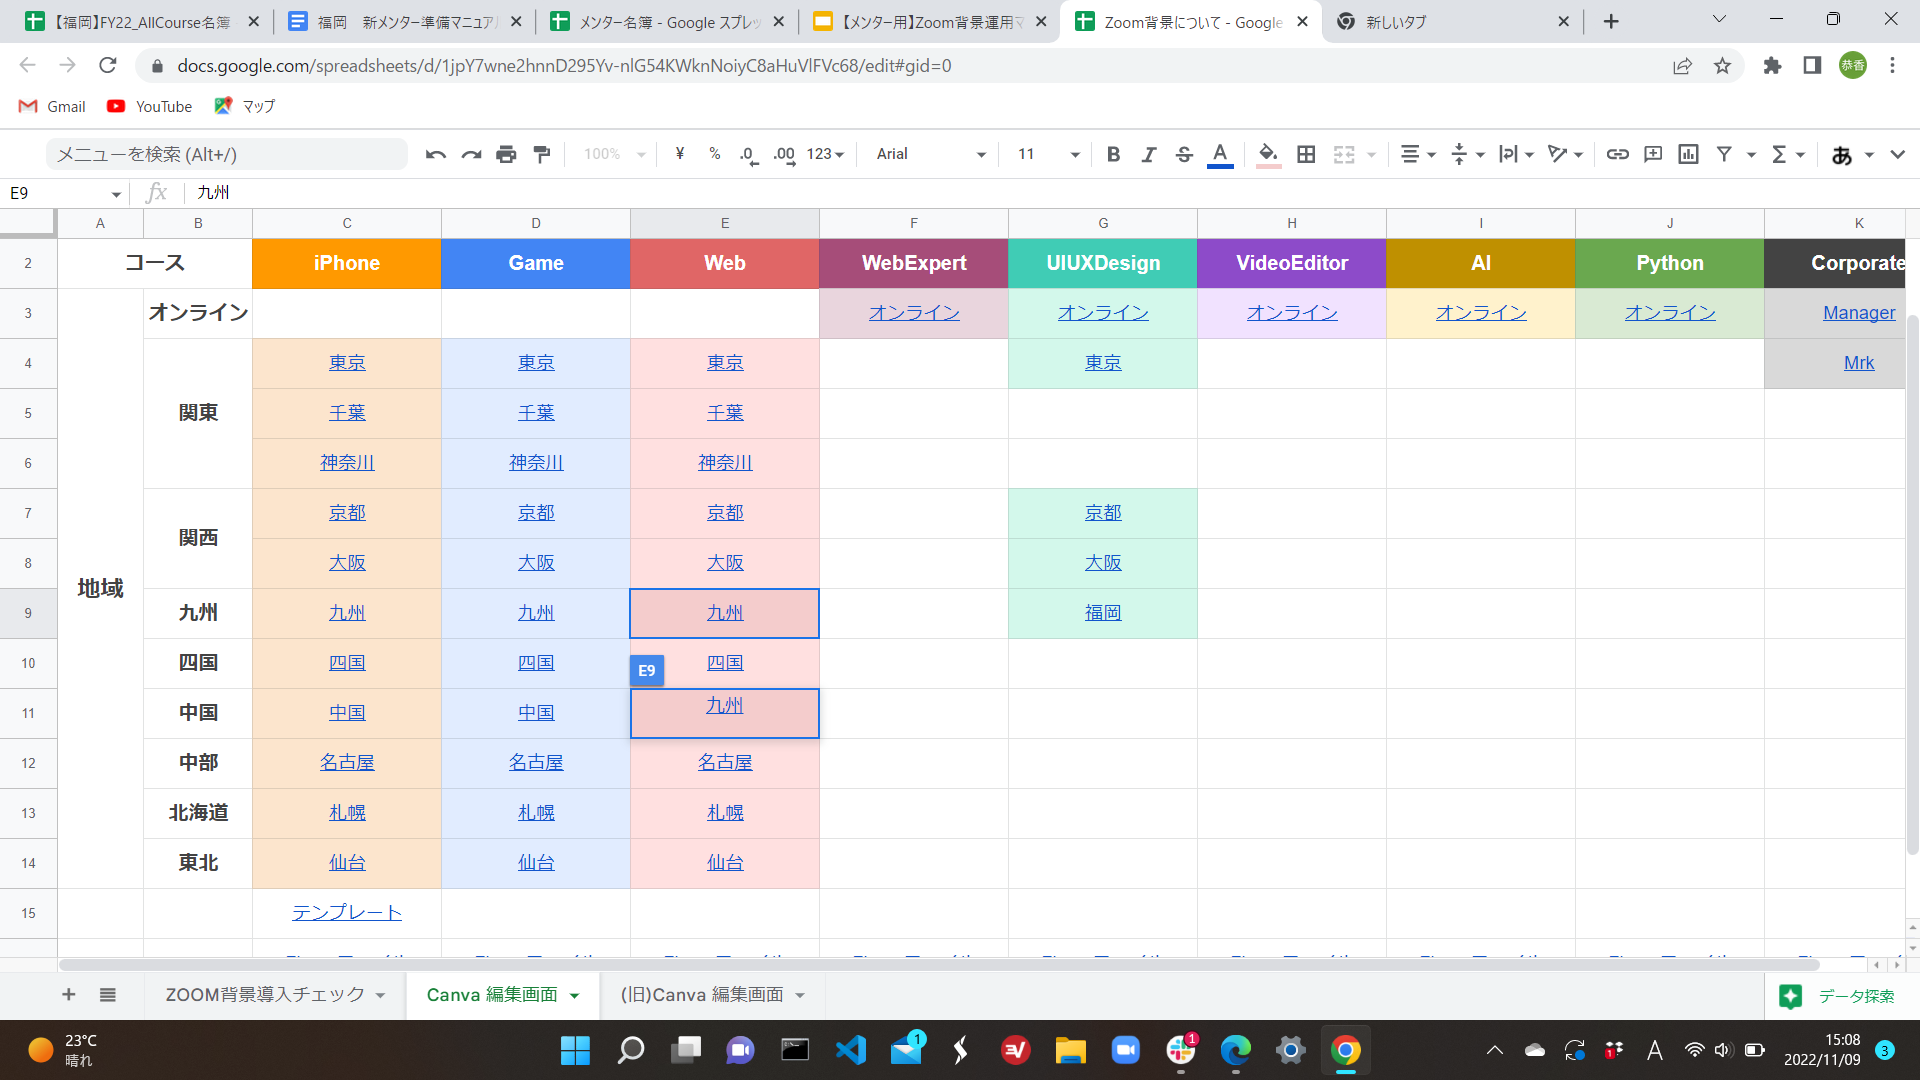 【福岡】FY22_AllCourse名簿
福岡　新メンター準備マニュアル
メンター名簿 - Google スプレッ
【メンター用】Zoom背景運用マ
Zoom背景について - Google
新しいタブ
docs.google.com/spreadsheets/d/1jpY7wne2hnnD295Yv-nlG54KWknNoiyC8aHuVlFVc68/edit#gid=0
恭香
Gmail
YouTube
マップ
メニューを検索 (Alt+/)
100%
¥
%
.0
.00
123
Arial
11
B
I
S
A
あ
E9
fx
九州
A B C D E F G H I J K
2 コース iPhone Game Web WebExpert UIUXDesign VideoEditor AI Python Corporate
3 オンライン オンライン オンライン オンライン オンライン オンライン Manager
4 東京 東京 東京 東京 Mrk
5 関東 千葉 千葉 千葉
6 神奈川 神奈川 神奈川
7 京都 京都 京都 京都
関西
8 大阪 大阪 大阪 大阪
地域
9 九州 九州 九州 九州 福岡
10 四国 四国 四国 四国
E9
11 中国 中国 中国 九州
12 中部 名古屋 名古屋 名古屋
13 北海道 札幌 札幌 札幌
14 東北 仙台 仙台 仙台
15 テンプレート
ZOOM背景導入チェック
Canva 編集画面
(旧)Canva 編集画面
データ探索
23°C
晴れ
1
1
1
A
15:08
2022/11/09
3